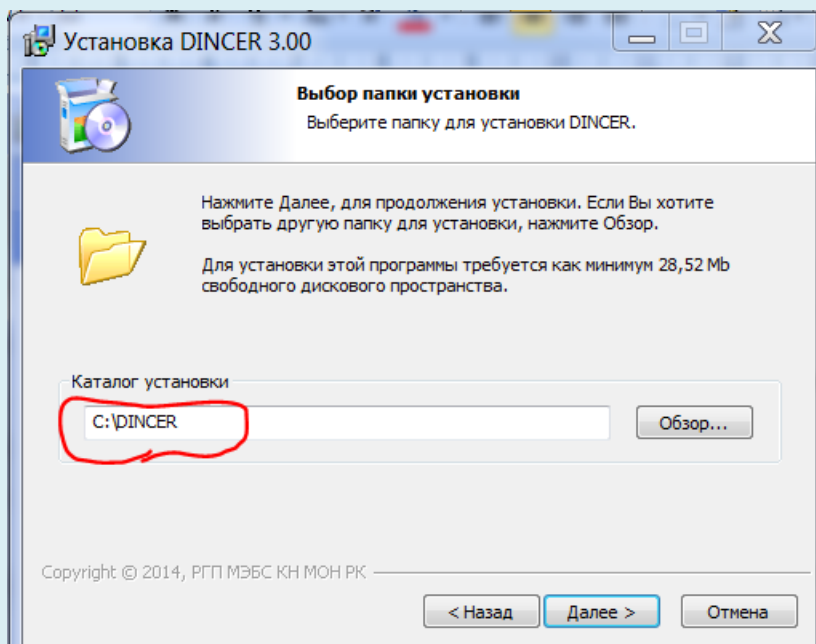 Установка DINCER 3.00
Выбор папки установки
Выберите папку для установки DINCER.
Нажмите Далее, для продолжения установки. Если Вы хотите
выбрать другую папку для установки, нажмите Обзор.
Для установки этой программы требуется как минимум 28,52 Mb
свободного дискового пространства.
Каталог установки
C:\DINCER
Обзор...
Copyright © 2014, РГП МЭБС КН МОН РК
< Назад
Далее >
Отмена